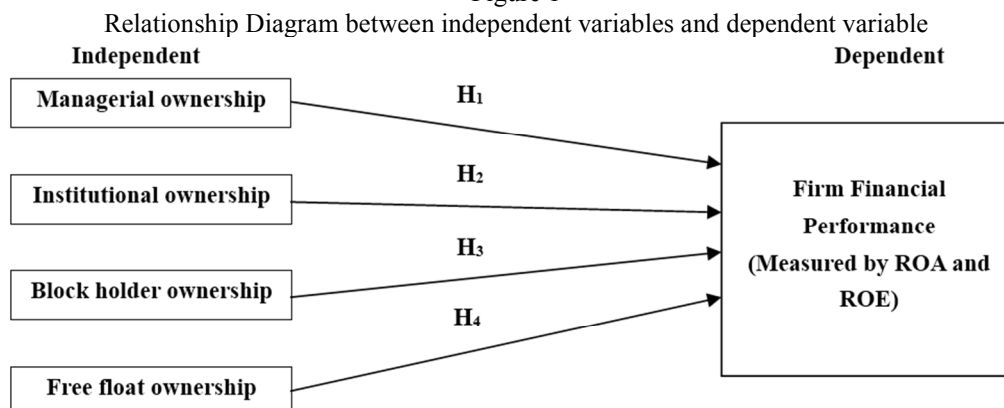 Relationship Diagram between independent variables and dependent variable
Independent
Dependent
Managerial ownership
H1
Institutional ownership
H2
Block holder ownership
H3
Free float ownership
H4
Firm Financial
Performance
(Measured by ROA and
ROE)